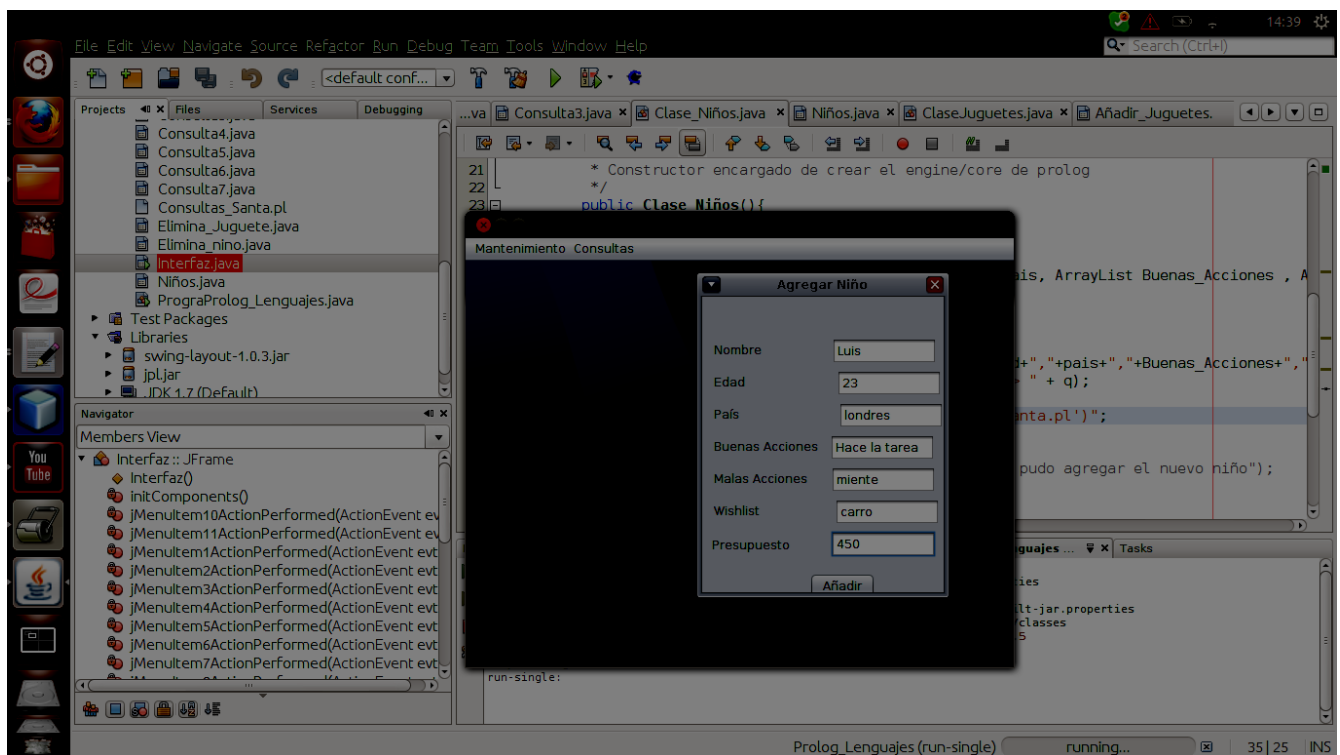 14:39
File Edit View Navigate Source Refactor Run Debug Team Tools Window Help
Search (Ctrl+I)
<default conf...
Projects Files Services Debugging
...va Consulta3.java Clase_Niños.java Niños.java ClaseJuguetes.java Añadir_Juguetes.
Consulta4.java
Consulta5.java
Consulta6.java
Consulta7.java
Consultas_Santa.pl
Elimina_Juguete.java
Elimina_nino.java
Interfaz.java
Niños.java
PrograProlog_Lenguajes.java
Test Packages
Libraries
swing-layout-1.0.3.jar
jpl.jar
JDK 1.7 (Default)
21 * Constructor encargado de crear el engine/core de prolog
22 */
23 public Clase_Niños(){
ais, ArrayList Buenas_Acciones , A
+","+pais+","+Buenas_Acciones+","
" + q);
anta.pl')";
pudo agregar el nuevo niño");
Mantenimiento Consultas
Agregar Niño
Nombre Luis
Edad 23
País londres
Buenas Acciones Hace la tarea
Malas Acciones miente
Wishlist carro
Presupuesto 450
Añadir
Navigator
Members View
Interfaz :: JFrame
Interfaz()
initComponents()
jMenuItem10ActionPerformed(ActionEvent ev
jMenuItem11ActionPerformed(ActionEvent ev
jMenuItem1ActionPerformed(ActionEvent evt
jMenuItem2ActionPerformed(ActionEvent evt
jMenuItem3ActionPerformed(ActionEvent evt
jMenuItem4ActionPerformed(ActionEvent evt
jMenuItem5ActionPerformed(ActionEvent evt
jMenuItem6ActionPerformed(ActionEvent evt
jMenuItem7ActionPerformed(ActionEvent evt
You
Tube
guajes ... Tasks
ies
lt-jar.properties
/classes
5
run-single:
Prolog_Lenguajes (run-single) running... 35|25 INS